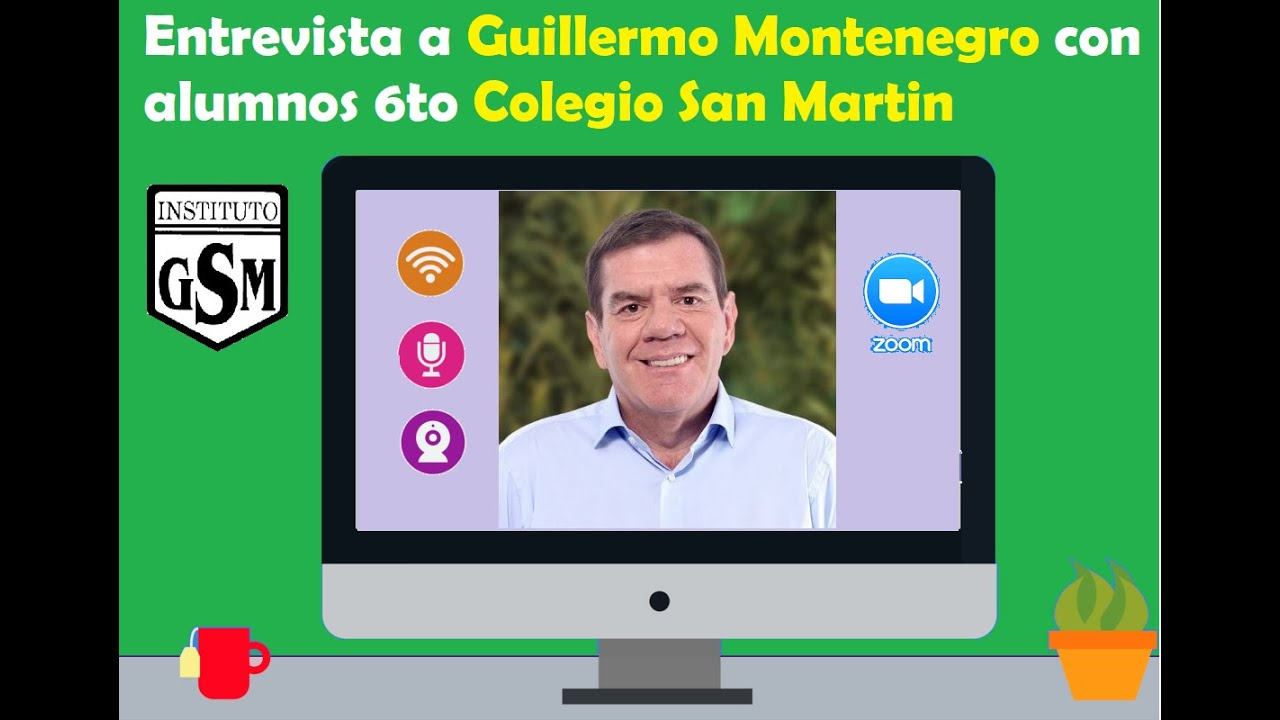 Entrevista a Guillermo Montenegro con
alumnos 6to Colegio San Martin
INSTITUTO
GSM
zoom